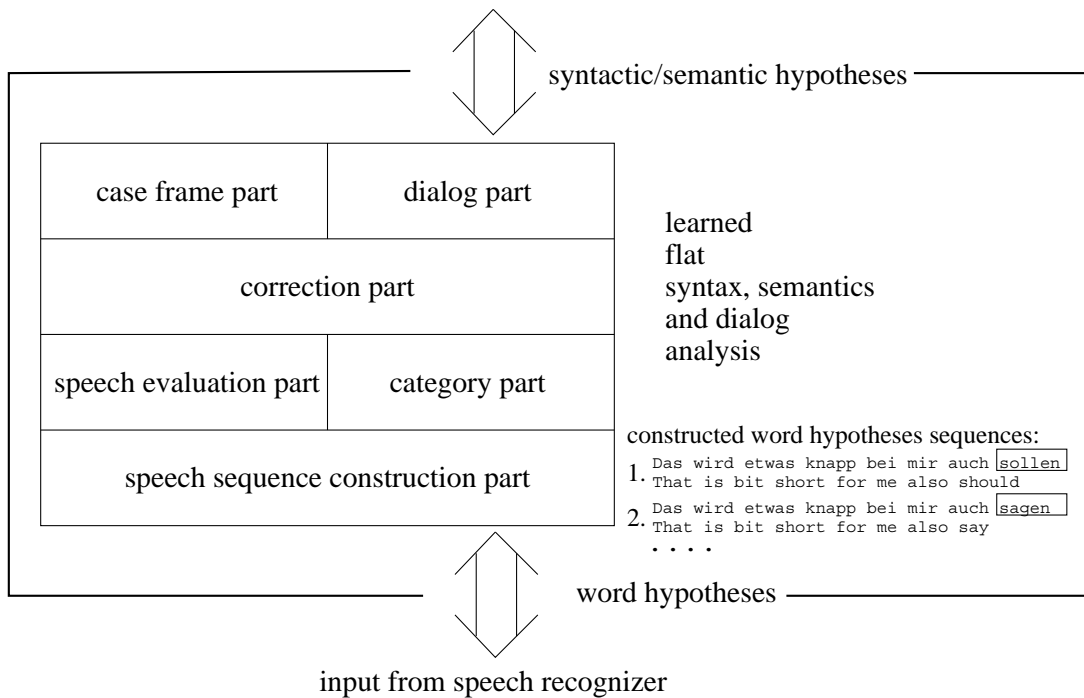 syntactic/semantic hypotheses
case frame part
dialog part
correction part
speech evaluation part
category part
speech sequence construction part
learned
flat
syntax, semantics
and dialog
analysis
constructed word hypotheses sequences:
1. Das wird etwas knapp bei mir auch sollen
That is bit short for me also should
2. Das wird etwas knapp bei mir auch sagen
That is bit short for me also say
. . . .
word hypotheses
input from speech recognizer